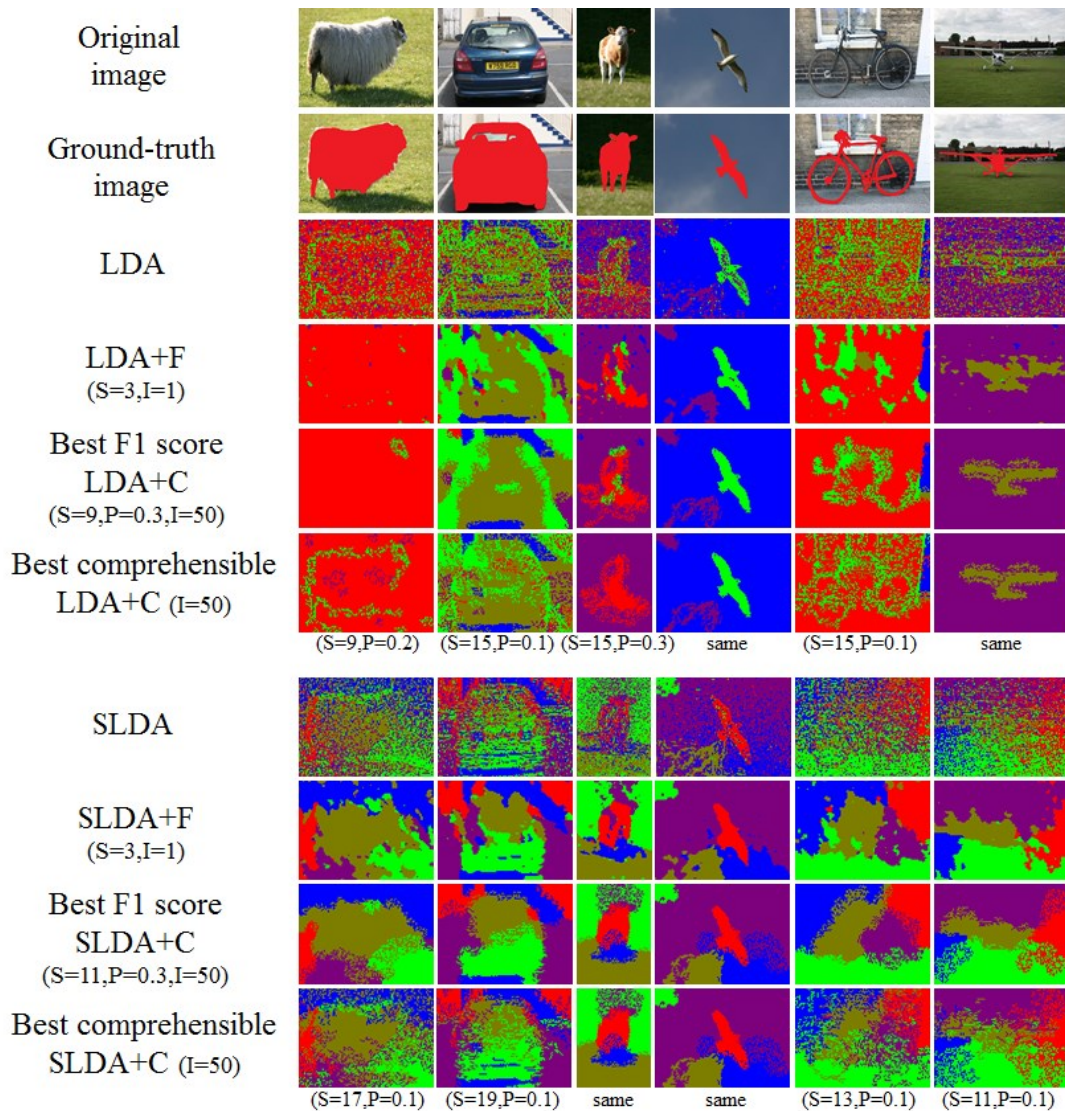 Original
image
Ground-truth
image
LDA
LDA+F
(S=3,I=1)
Best F1 score
LDA+C
(S=9,P=0.3,I=50)
Best comprehensible
LDA+C (I=50)
(S=9,P=0.2) (S=15,P=0.1) (S=15,P=0.3) same (S=15,P=0.1) same
SLDA
SLDA+F
(S=3,I=1)
Best F1 score
SLDA+C
(S=11,P=0.3,I=50)
Best comprehensible
SLDA+C (I=50)
(S=17,P=0.1) (S=19,P=0.1) same same (S=13,P=0.1) (S=11,P=0.1)